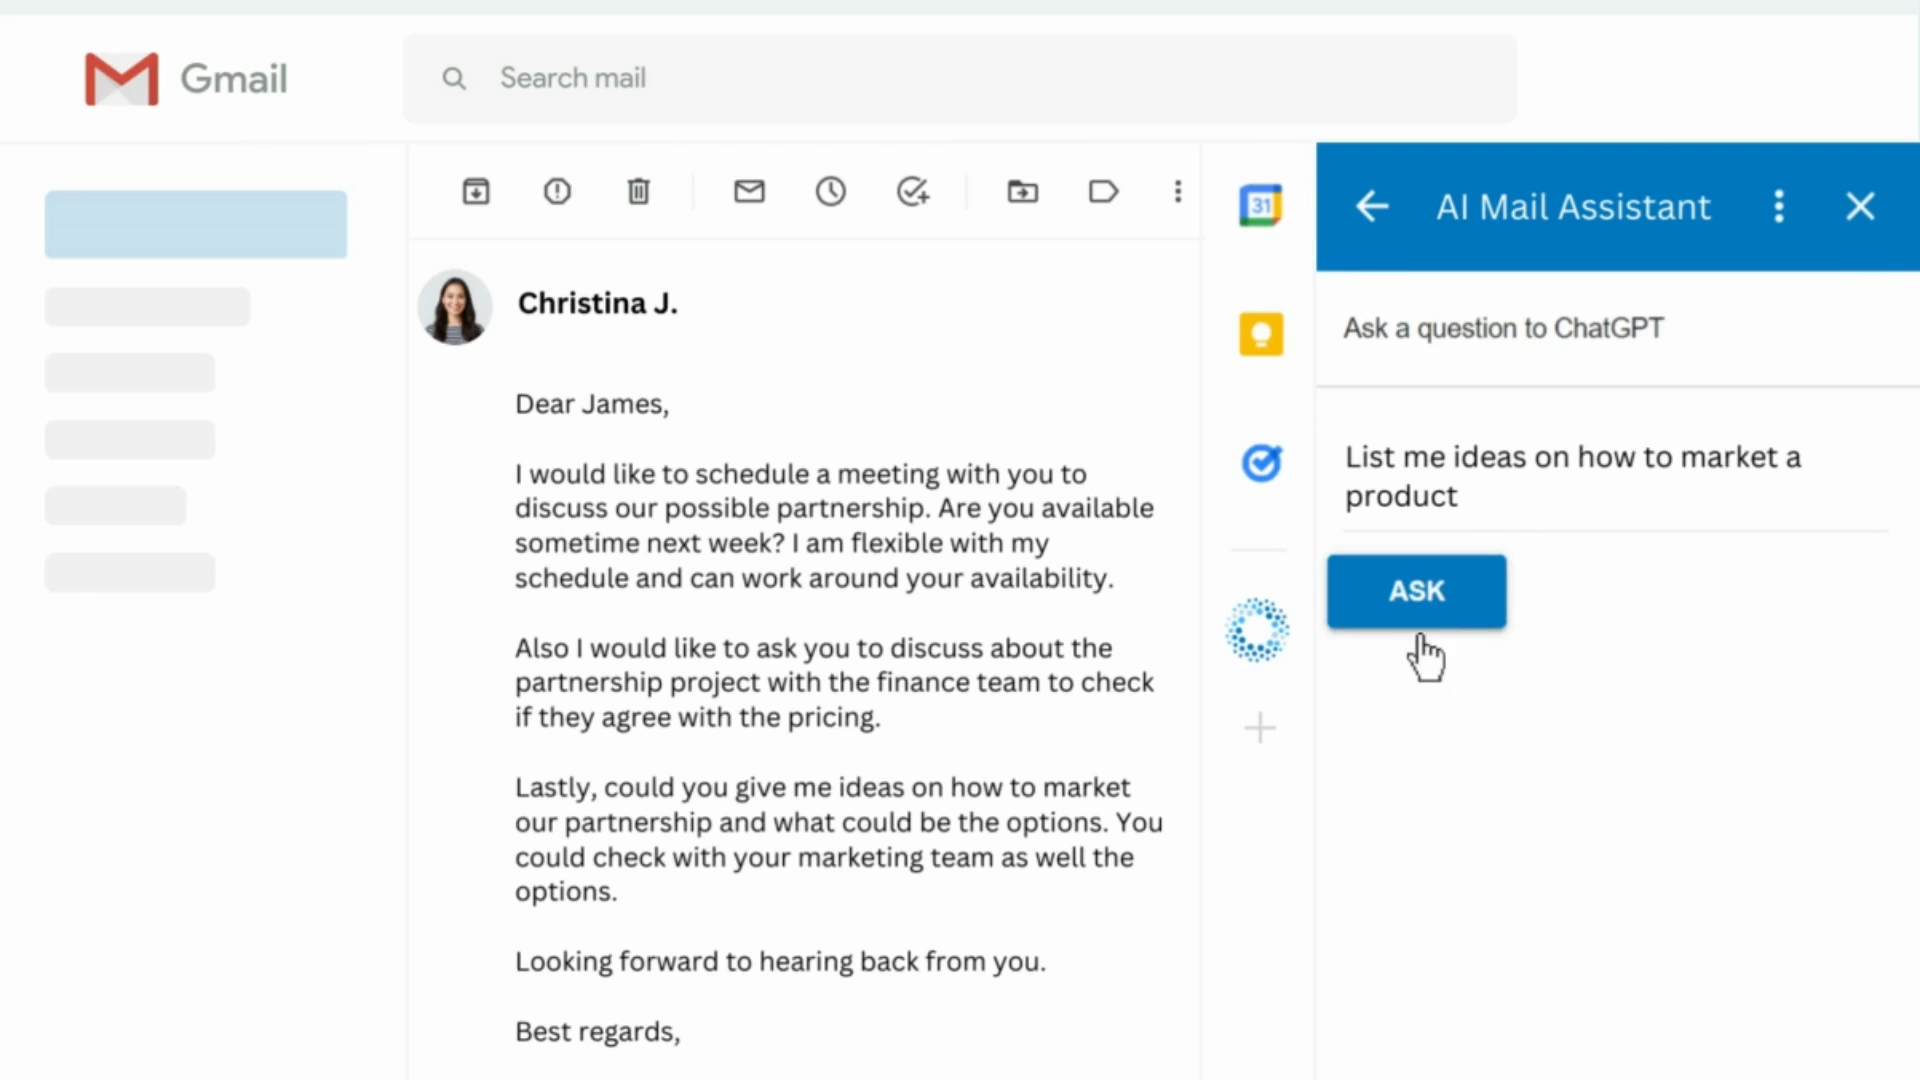 Gmail
Search mail
31
AI Mail Assistant
Christina J.
Dear James,
I would like to schedule a meeting with you to
discuss our possible partnership. Are you available
sometime next week? I am flexible with my
schedule and can work around your availability.
Also I would like to ask you to discuss about the
partnership project with the finance team to check
if they agree with the pricing.
Lastly, could you give me ideas on how to market
our partnership and what could be the options. You
could check with your marketing team as well the
options.
Looking forward to hearing back from you.
Best regards,
Ask a question to ChatGPT
List me ideas on how to market a
product
ASK